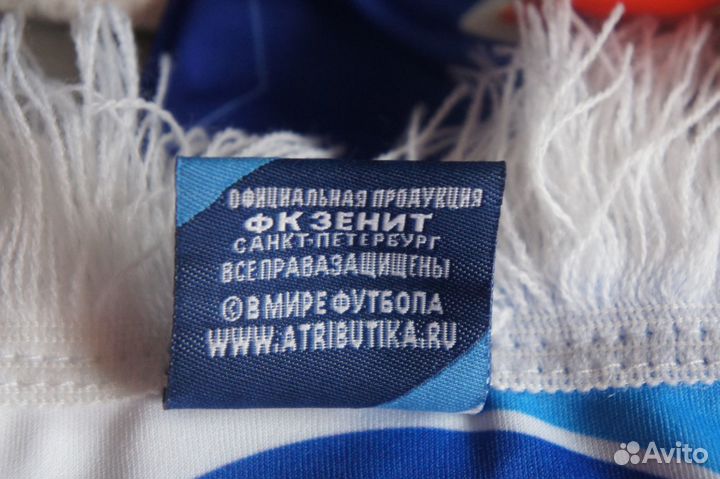 ОФИЦИАЛЬНАЯ ПРОДУКЦИЯ
ФК ЗЕНИТ
САНКТ-ПЕТЕРБУРГ
ВСЕ ПРАВА ЗАЩИЩЕНЫ
© В МИРЕ ФУТБОЛА
WWW.ATRIBUTIKA.RU
Avito